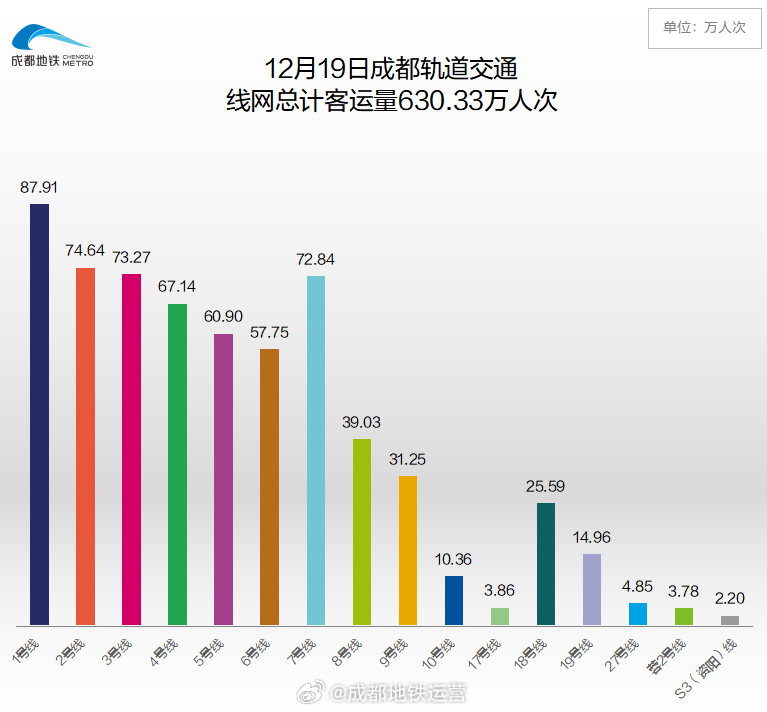 成都地铁 CHENGDU METRO
单位：万人次
12月19日成都轨道交通
线网总计客运量630.33万人次
87.91
74.64
73.27
67.14
60.90
57.75
72.84
39.03
31.25
10.36
3.86
25.59
14.96
4.85
3.78
2.20
1号线
2号线
3号线
4号线
5号线
6号线
7号线
8号线
9号线
10号线
17号线
18号线
19号线
27号线
蓉2号线
S3（资阳）线
@成都地铁运营